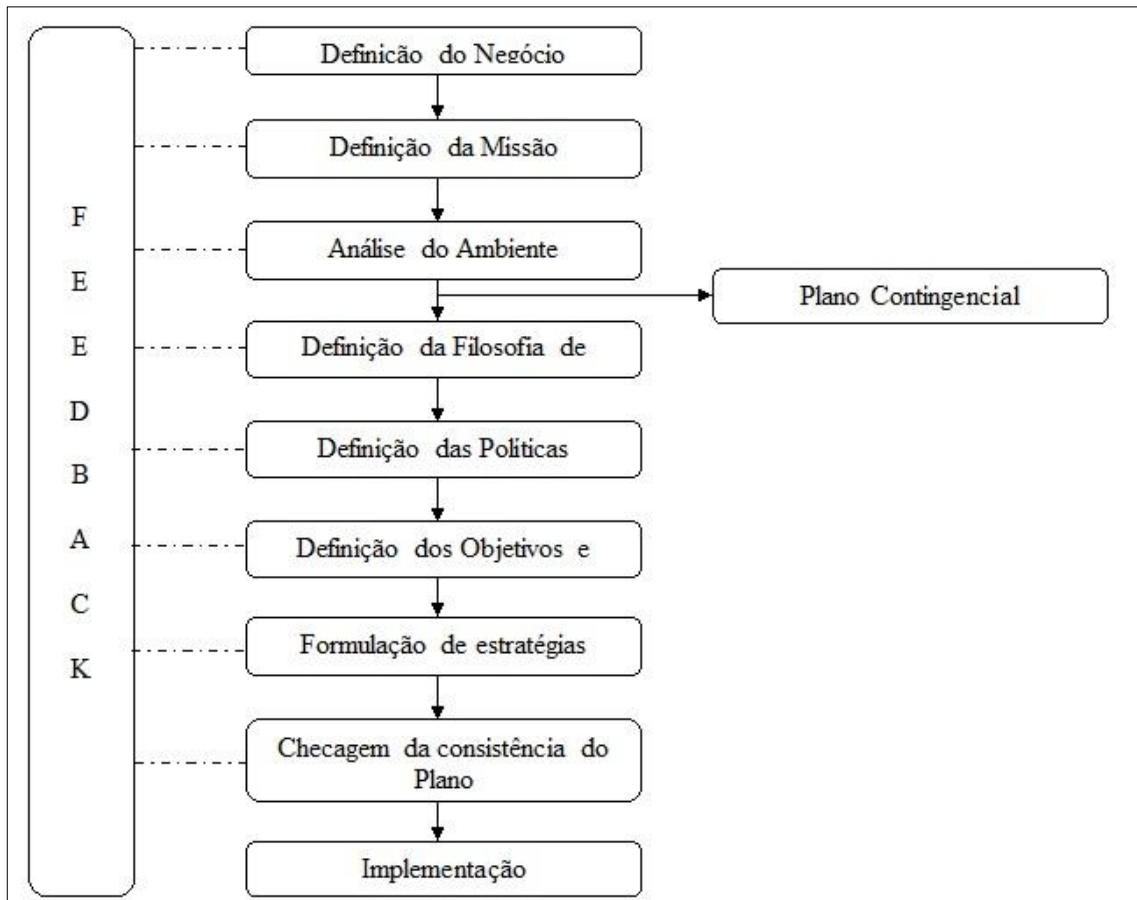 F
E
E
D
B
A
C
K
Definição do Negócio
Definição da Missão
Análise do Ambiente
Plano Contingencial
Definição da Filosofia de
Definição das Políticas
Definição dos Objetivos e
Formulação de estratégias
Checagem da consistência do
Plano
Implementação